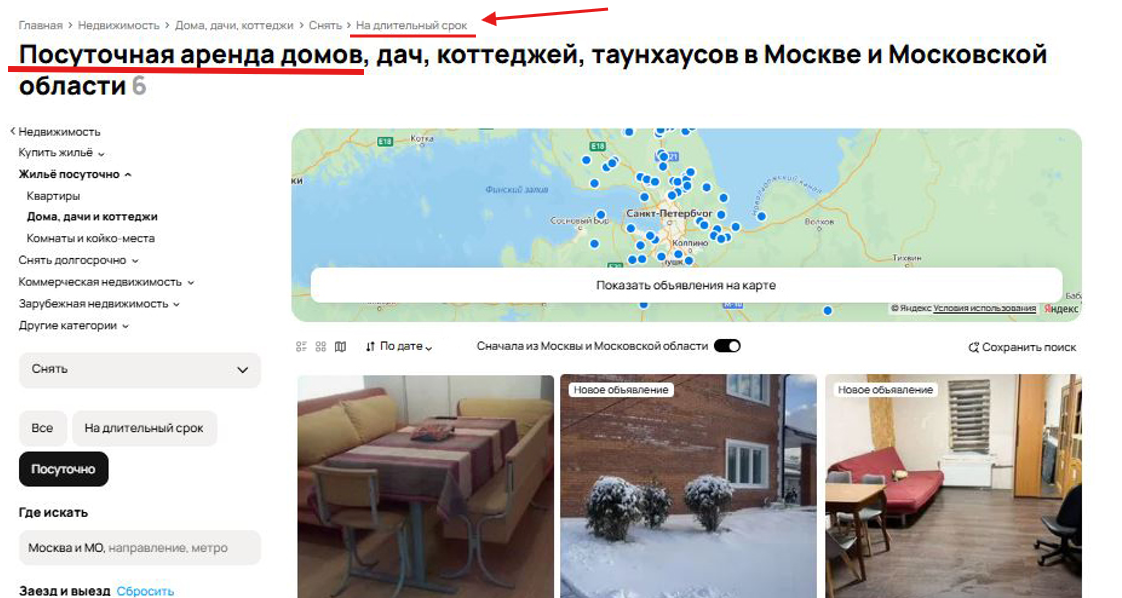 Главная > Недвижимость > Дома, дачи, коттеджи > Снять > На длительный срок
Посуточная аренда домов, дач, коттеджей, таунхаусов в Москве и Московской
области 6
Недвижимость
Купить жильё
Жильё посуточно
Квартиры
Дома, дачи и коттеджи
Комнаты и койко-места
Снять долгосрочно
Коммерческая недвижимость
Зарубежная недвижимость
Другие категории
Снять
Все
На длительный срок
Посуточно
Где искать
Москва и МО, направление, метро
Заезд и выезд Сбросить
Котка
E18
E18
Финский залив
Новоладожский канал
Сосновый Бор
Санкт-Петербург
Волхов
Колпино
Тихвин
Показать объявления на карте
© Яндекс Условия использования Яндекс
По дате
Сначала из Москвы и Московской области
Сохранить поиск
Новое объявление
Новое объявление